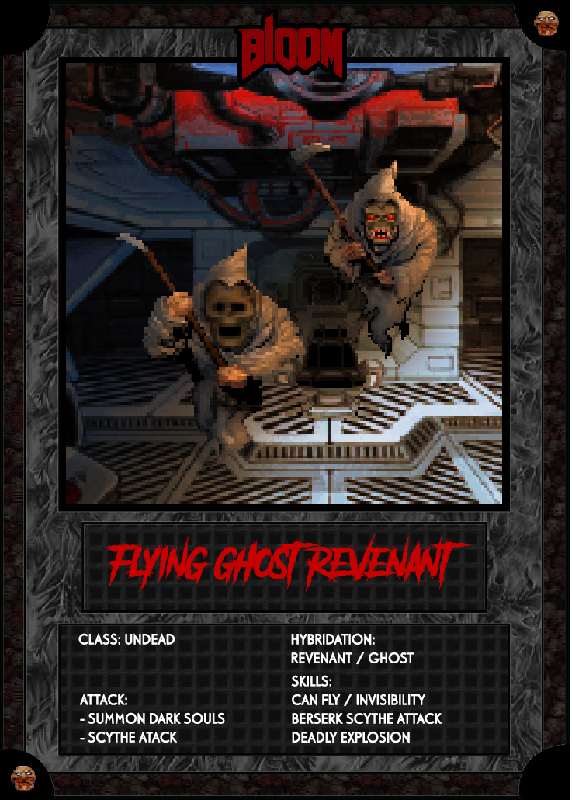 BLOOM
FLYING GHOST REVENANT
CLASS: UNDEAD
ATTACK:
- SUMMON DARK SOULS
- SCYTHE ATACK
HYBRIDATION:
REVENANT / GHOST
SKILLS:
CAN FLY / INVISIBILITY
BERSERK SCYTHE ATTACK
DEADLY EXPLOSION